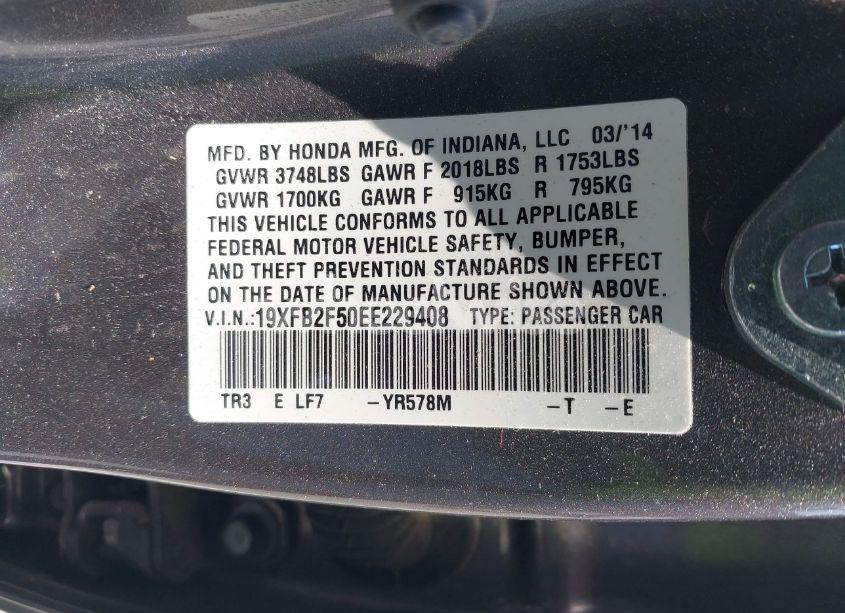 MFD. BY HONDA MFG. OF INDIANA, LLC 03/'14
GVWR 3748LBS GAWR F 2018LBS R 1753LBS
GVWR 1700KG GAWR F 915KG R 795KG
THIS VEHICLE CONFORMS TO ALL APPLICABLE
FEDERAL MOTOR VEHICLE SAFETY, BUMPER,
AND THEFT PREVENTION STANDARDS IN EFFECT
ON THE DATE OF MANUFACTURE SHOWN ABOVE.
V.I.N.:19XFB2F50EE229408 TYPE: PASSENGER CAR
TR3 E LF7 -YR578M -T -E